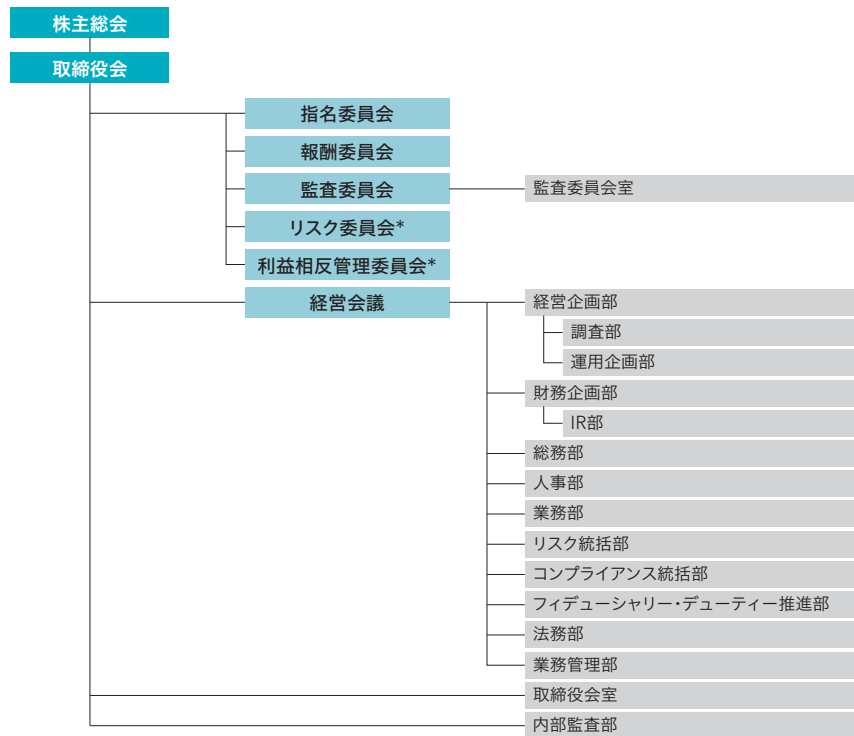 株主総会
取締役会
指名委員会
報酬委員会
監査委員会
監査委員会室
リスク委員会*
利益相反管理委員会*
経営会議
経営企画部
調査部
運用企画部
財務企画部
IR部
総務部
人事部
業務部
リスク統括部
コンプライアンス統括部
フィデューシャリー・デューティー推進部
法務部
業務管理部
取締役会室
内部監査部